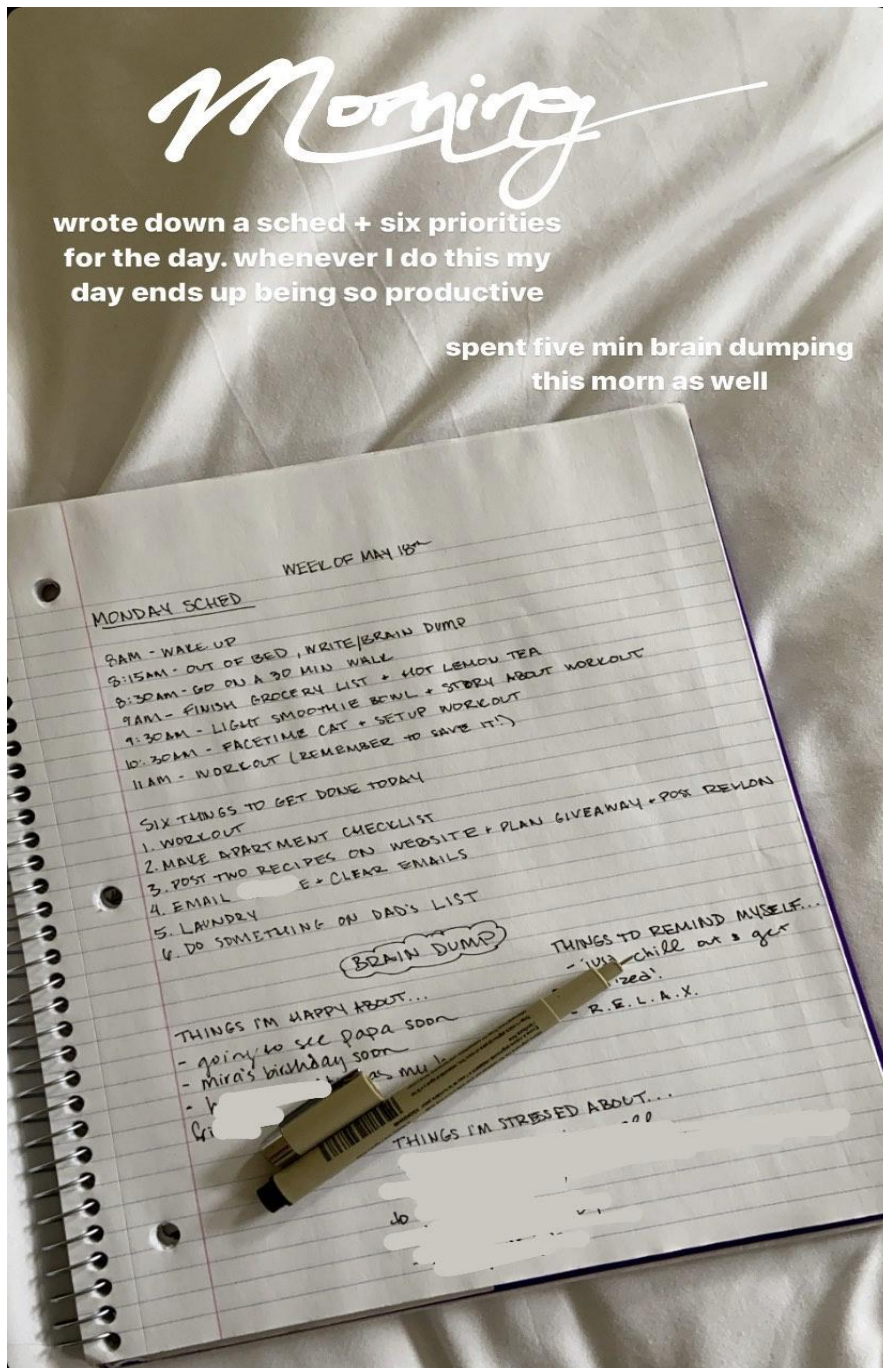 Morning
wrote down a sched + six priorities
for the day. whenever I do this my
day ends up being so productive
spent five min brain dumping
this morn as well
WEEK OF MAY 18th
MONDAY SCHED
8AM - WAKE UP
8:15AM - OUT OF BED, WRITE/BRAIN DUMP
8:30AM - GO ON A 30 MIN WALK
9AM - FINISH GROCERY LIST + HOT LEMON TEA
9:30AM - LIGHT SMOOTHIE BOWL + STORY ABOUT WORKOUT
10:30AM - FACETIME CAT + SETUP WORKOUT
11AM - WORKOUT (REMEMBER TO SAVE IT!)
SIX THINGS TO GET DONE TODAY
1. WORKOUT
2. MAKE APARTMENT CHECKLIST
3. POST TWO RECIPES ON WEBSITE + PLAN GIVEAWAY + POST REVLON
4. EMAIL E + CLEAR EMAILS
5. LAUNDRY
6. DO SOMETHING ON DAD'S LIST
BRAIN DUMP
THINGS I'M HAPPY ABOUT...
- going to see papa soon
- mira's birthday soon
- as my
THINGS TO REMIND MYSELF...
- just chill out & get
- R.E.L.A.X.
THINGS I'M STRESSED ABOUT...